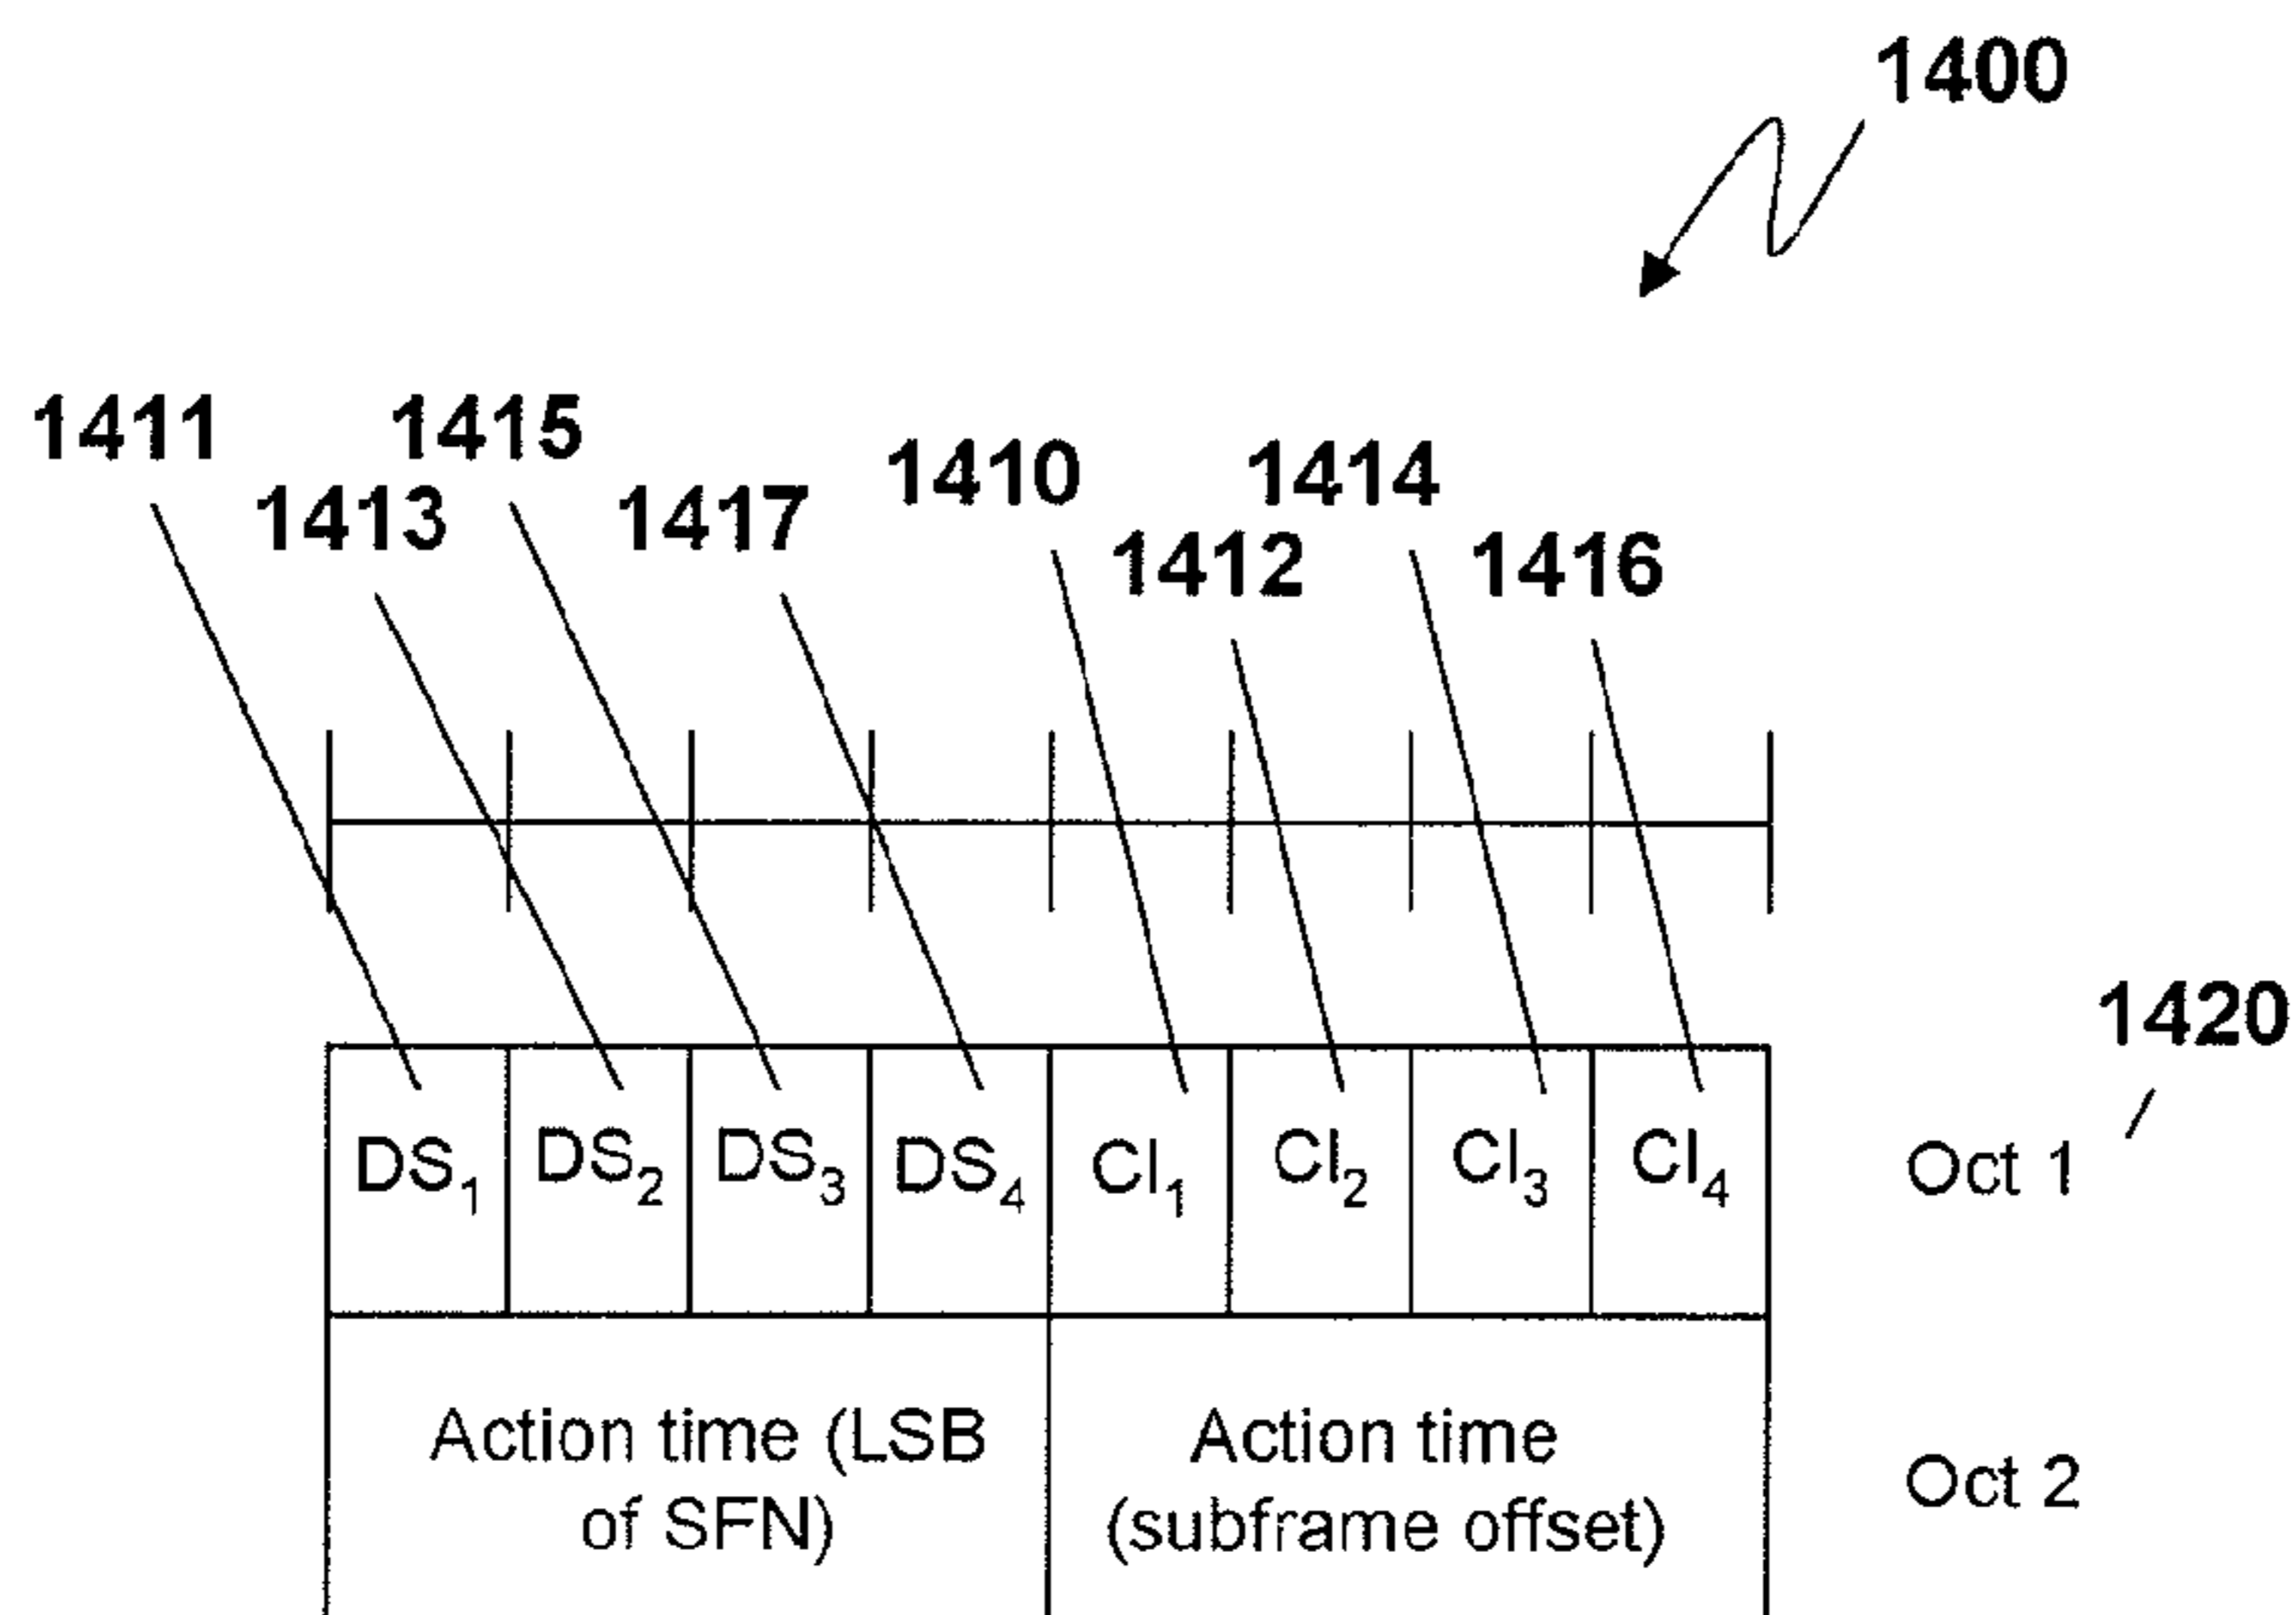 1400
1411 1415
1410 1414
1413 1417
1412 1416
1420
DS₁ DS₂ DS₃ DS₄ CI₁ CI₂ CI₃ CI₄ Oct 1
Action time (LSB Action time
of SFN) (subframe offset) Oct 2